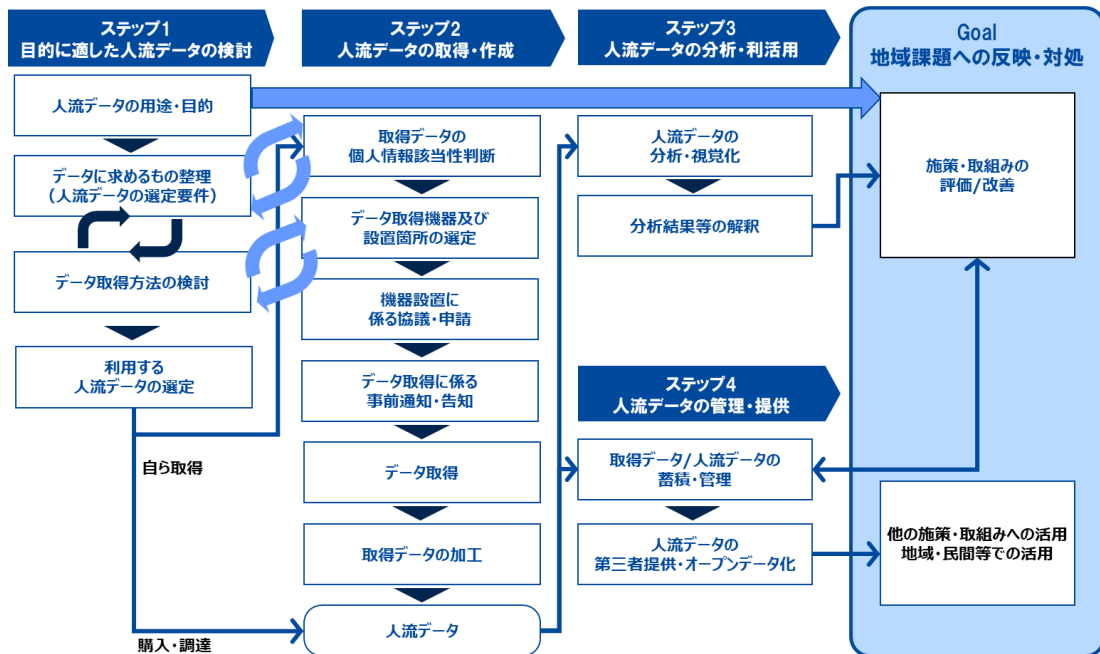 ステップ1
目的に適した人流データの検討
人流データの用途・目的
データに求めるもの整理
（人流データの選定要件）
データ取得方法の検討
利用する
人流データの選定
自ら取得
購入・調達
ステップ2
人流データの取得・作成
取得データの
個人情報該当性判断
データ取得機器及び
設置箇所の選定
機器設置に
係る協議・申請
データ取得に係る
事前通知・告知
データ取得
取得データの加工
人流データ
ステップ3
人流データの分析・利活用
人流データの
分析・視覚化
分析結果等の解釈
ステップ4
人流データの管理・提供
取得データ/人流データの
蓄積・管理
人流データの
第三者提供・オープンデータ化
Goal
地域課題への反映・対処
施策・取組みの
評価/改善
他の施策・取組みへの活用
地域・民間等での活用